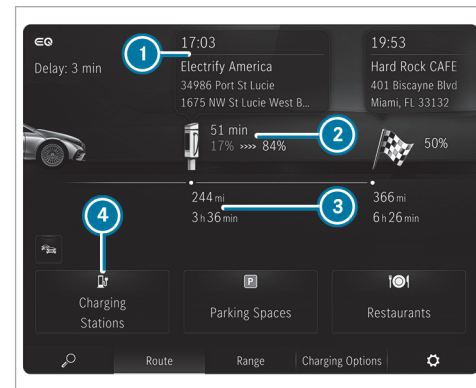 EQ
Delay: 3 min
17:03
Electrify America
34986 Port St Lucie
1675 NW St Lucie West B...
19:53
Hard Rock CAFE
401 Biscayne Blvd
Miami, FL 33132
1
51 min
17% »»» 84%
2
50%
244 mi
3 h 36 min
3
366 mi
6 h 26 min
4
Charging
Stations
P
Parking Spaces
Restaurants
Route
Range
Charging Options